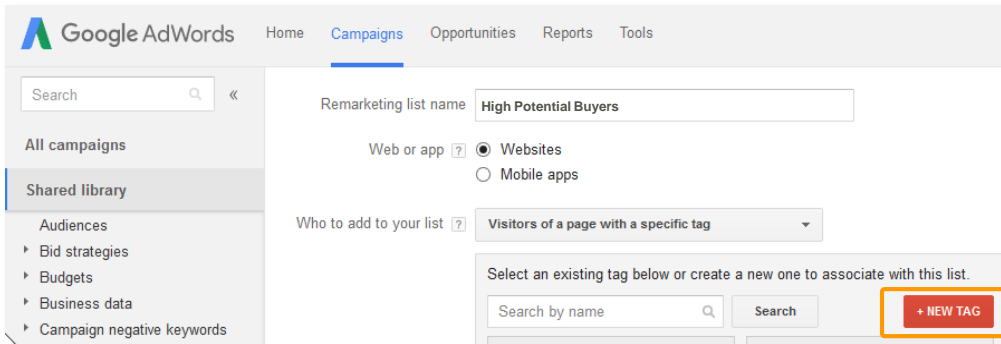 Google AdWords Home Campaigns Opportunities Reports Tools
Search «
Remarketing list name High Potential Buyers
All campaigns
Web or app ? Websites
Mobile apps
Shared library
Who to add to your list ? Visitors of a page with a specific tag
Audiences
Bid strategies
Budgets
Business data
Campaign negative keywords
Select an existing tag below or create a new one to associate with this list.
Search by name Search + NEW TAG